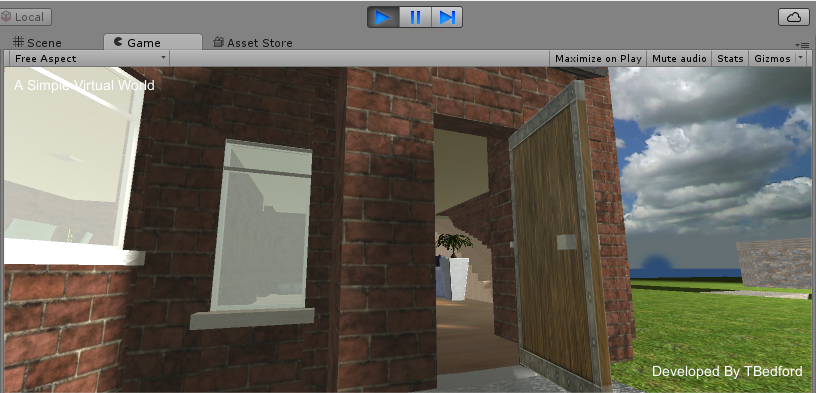 Local
Scene
Game
Asset Store
Free Aspect
Maximize on Play
Mute audio
Stats
Gizmos
A Simple Virtual World
Developed By TBedford